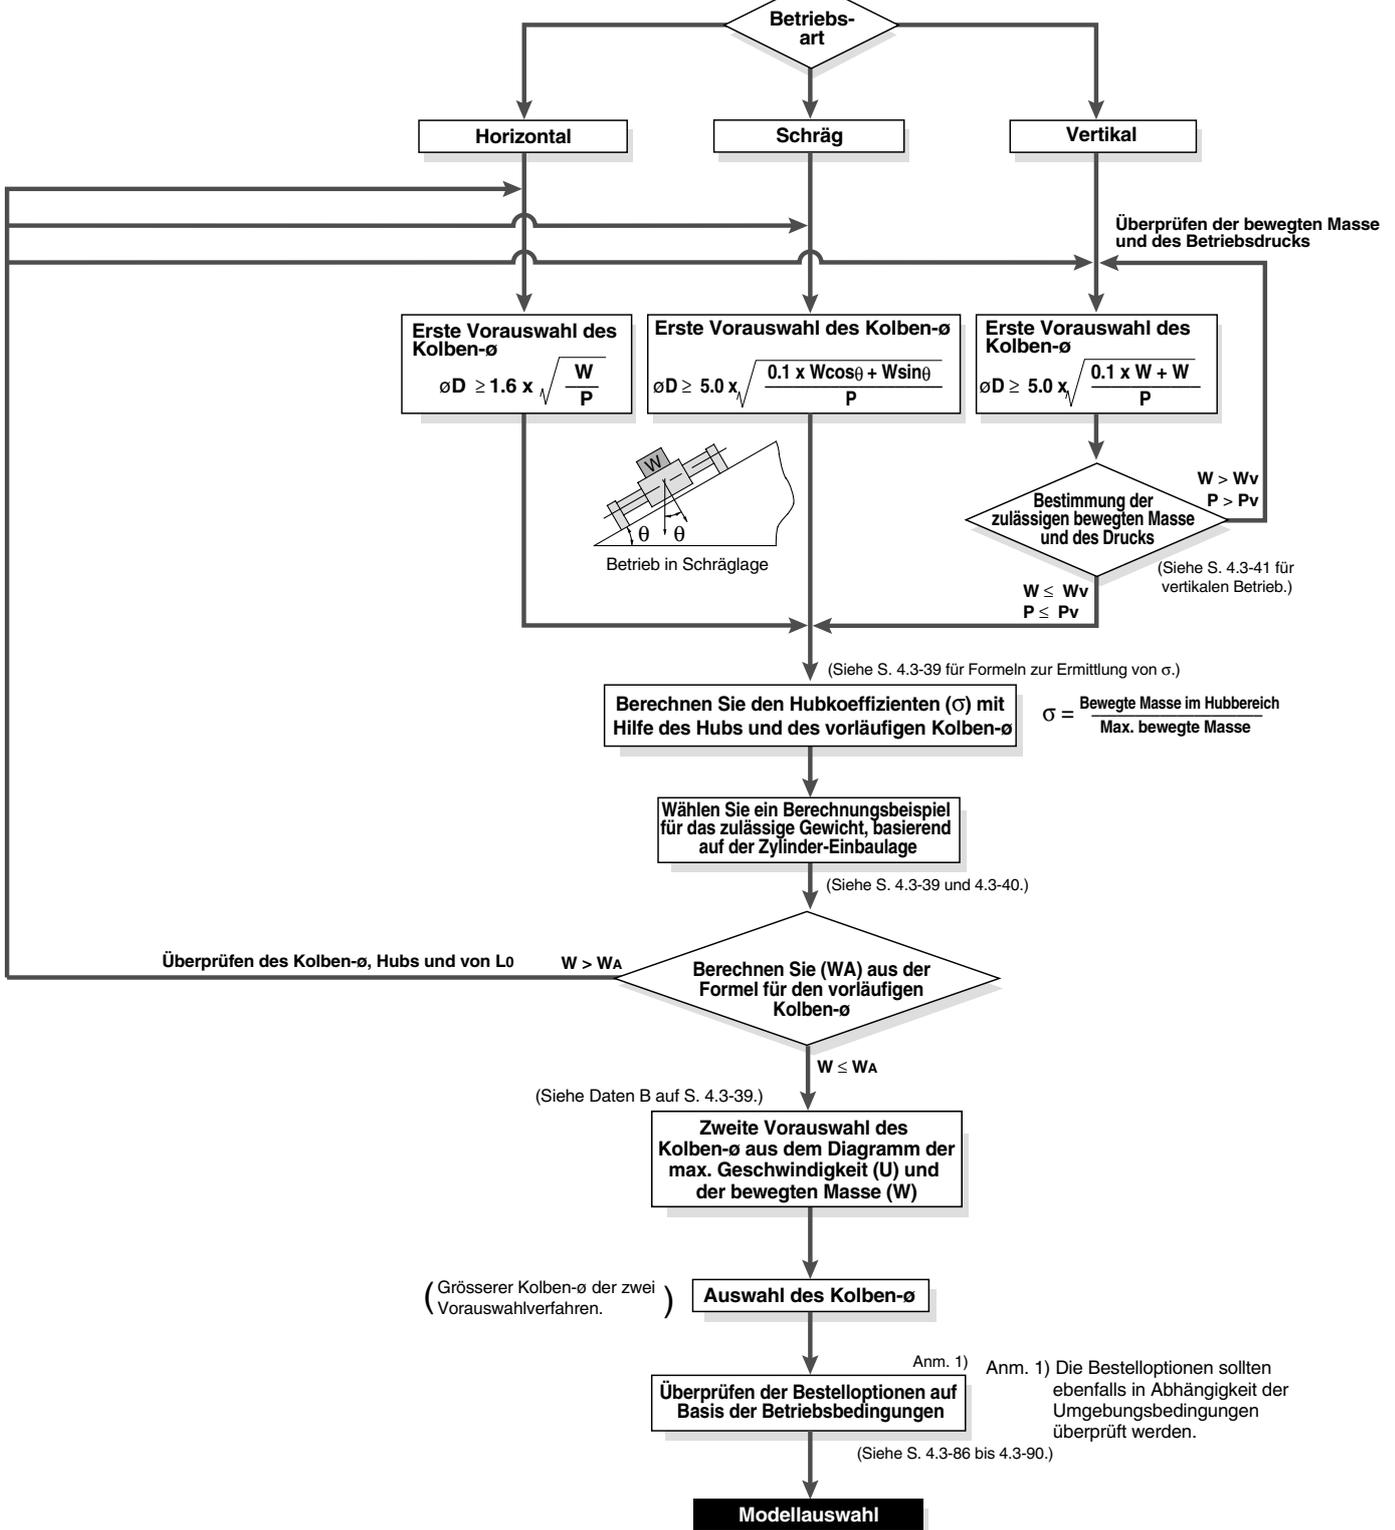 Betriebs-
art
Horizontal
Schräg
Vertikal
Überprüfen der bewegten Masse
und des Betriebsdrucks
Erste Vorauswahl des
Kolben-ø
øD ≥ 1.6 x √ W
P
Erste Vorauswahl des Kolben-ø
øD ≥ 5.0 x √ 0.1 x Wcosθ + Wsinθ
P
Erste Vorauswahl des
Kolben-ø
øD ≥ 5.0 x √ 0.1 x W + W
P
W
θ θ
Betrieb in Schräglage
W > Wv
P > Pv
Bestimmung der
zulässigen bewegten Masse
und des Drucks
(Siehe S. 4.3-41 für
vertikalen Betrieb.)
W ≤ Wv
P ≤ Pv
(Siehe S. 4.3-39 für Formeln zur Ermittlung von σ.)
Berechnen Sie den Hubkoeffizienten (σ) mit
Hilfe des Hubs und des vorläufigen Kolben-ø
σ = Bewegte Masse im Hubbereich
Max. bewegte Masse
Wählen Sie ein Berechnungsbeispiel
für das zulässige Gewicht, basierend
auf der Zylinder-Einbaulage
(Siehe S. 4.3-39 und 4.3-40.)
Überprüfen des Kolben-ø, Hubs und von L0
W > WA
Berechnen Sie (WA) aus der
Formel für den vorläufigen
Kolben-ø
W ≤ WA
(Siehe Daten B auf S. 4.3-39.)
Zweite Vorauswahl des
Kolben-ø aus dem Diagramm der
max. Geschwindigkeit (U) und
der bewegten Masse (W)
(Grösserer Kolben-ø der zwei
Vorauswahlverfahren.)
Auswahl des Kolben-ø
Anm. 1)
Überprüfen der Bestelloptionen auf
Basis der Betriebsbedingungen
Anm. 1) Die Bestelloptionen sollten
ebenfalls in Abhängigkeit der
Umgebungsbedingungen
überprüft werden.
(Siehe S. 4.3-86 bis 4.3-90.)
Modellauswahl